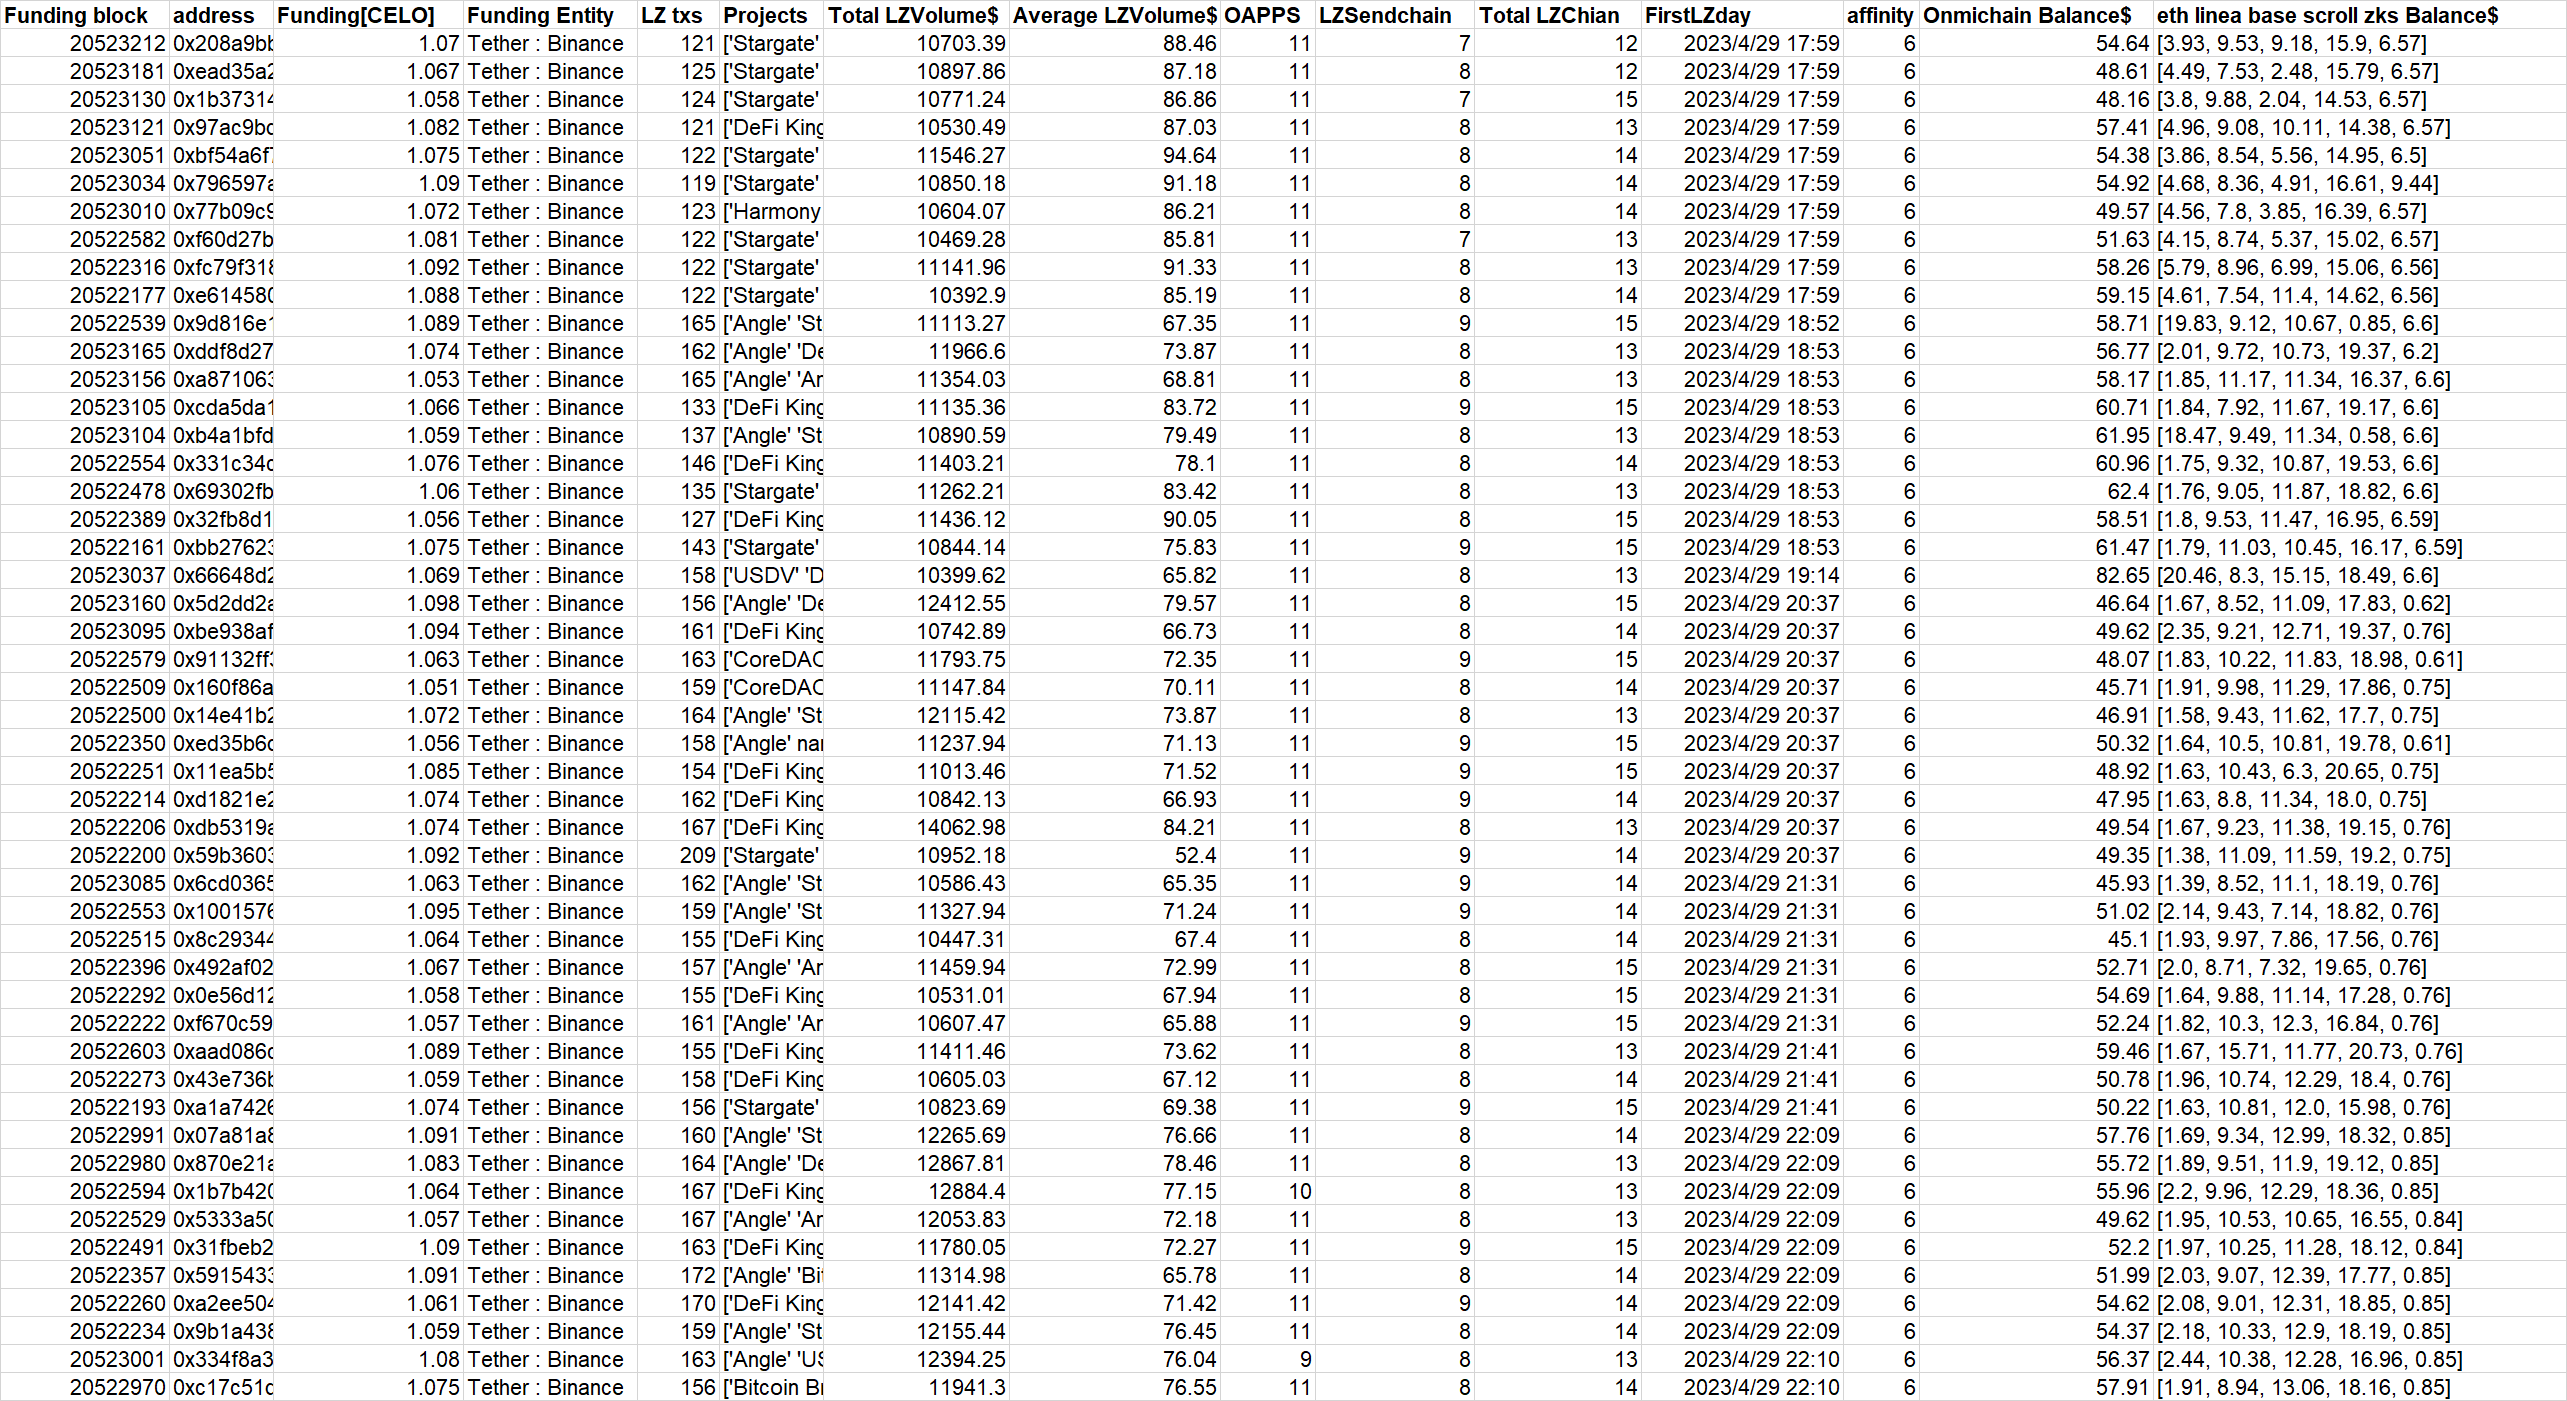 Funding block address Funding[CELO] Funding Entity LZ txs Projects Total LZVolume$ Average LZVolume$ OAPPS LZSendchain Total LZChian FirstLZday affinity Onmichain Balance$ eth linea base scroll zks Balance$
20523212 0x208a9bb 1.07 Tether : Binance 121 ['Stargate' 10703.39 88.46 11 7 12 2023/4/29 17:59 6 54.64 [3.93, 9.53, 9.18, 15.9, 6.57]
20523181 0xead35a2 1.067 Tether : Binance 125 ['Stargate' 10897.86 87.18 11 8 12 2023/4/29 17:59 6 48.61 [4.49, 7.53, 2.48, 15.79, 6.57]
20523130 0x1b37314 1.058 Tether : Binance 124 ['Stargate' 10771.24 86.86 11 7 15 2023/4/29 17:59 6 48.16 [3.8, 9.88, 2.04, 14.53, 6.57]
20523121 0x97ac9bc 1.082 Tether : Binance 121 ['DeFi King 10530.49 87.03 11 8 13 2023/4/29 17:59 6 57.41 [4.96, 9.08, 10.11, 14.38, 6.57]
20523051 0xbf54a6f7 1.075 Tether : Binance 122 ['Stargate' 11546.27 94.64 11 8 14 2023/4/29 17:59 6 54.38 [3.86, 8.54, 5.56, 14.95, 6.5]
20523034 0x796597a 1.09 Tether : Binance 119 ['Stargate' 10850.18 91.18 11 8 14 2023/4/29 17:59 6 54.92 [4.68, 8.36, 4.91, 16.61, 9.44]
20523010 0x77b09c9 1.072 Tether : Binance 123 ['Harmony 10604.07 86.21 11 8 14 2023/4/29 17:59 6 49.57 [4.56, 7.8, 3.85, 16.39, 6.57]
20522582 0xf60d27b 1.081 Tether : Binance 122 ['Stargate' 10469.28 85.81 11 7 13 2023/4/29 17:59 6 51.63 [4.15, 8.74, 5.37, 15.02, 6.57]
20522316 0xfc79f318 1.092 Tether : Binance 122 ['Stargate' 11141.96 91.33 11 8 13 2023/4/29 17:59 6 58.26 [5.79, 8.96, 6.99, 15.06, 6.56]
20522177 0xe614580 1.088 Tether : Binance 122 ['Stargate' 10392.9 85.19 11 8 14 2023/4/29 17:59 6 59.15 [4.61, 7.54, 11.4, 14.62, 6.56]
20522539 0x9d816e1 1.089 Tether : Binance 165 ['Angle' 'St 11113.27 67.35 11 9 15 2023/4/29 18:52 6 58.71 [19.83, 9.12, 10.67, 0.85, 6.6]
20523165 0xddf8d27 1.074 Tether : Binance 162 ['Angle' 'De 11966.6 73.87 11 8 13 2023/4/29 18:53 6 56.77 [2.01, 9.72, 10.73, 19.37, 6.2]
20523156 0xa871063 1.053 Tether : Binance 165 ['Angle' 'Ar 11354.03 68.81 11 8 13 2023/4/29 18:53 6 58.17 [1.85, 11.17, 11.34, 16.37, 6.6]
20523105 0xcda5da1 1.066 Tether : Binance 133 ['DeFi King 11135.36 83.72 11 9 15 2023/4/29 18:53 6 60.71 [1.84, 7.92, 11.67, 19.17, 6.6]
20523104 0xb4a1bfd 1.059 Tether : Binance 137 ['Angle' 'St 10890.59 79.49 11 8 13 2023/4/29 18:53 6 61.95 [18.47, 9.49, 11.34, 0.58, 6.6]
20522554 0x331c34c 1.076 Tether : Binance 146 ['DeFi King 11403.21 78.1 11 8 14 2023/4/29 18:53 6 60.96 [1.75, 9.32, 10.87, 19.53, 6.6]
20522478 0x69302fb 1.06 Tether : Binance 135 ['Stargate' 11262.21 83.42 11 8 13 2023/4/29 18:53 6 62.4 [1.76, 9.05, 11.87, 18.82, 6.6]
20522389 0x32fb8d1 1.056 Tether : Binance 127 ['DeFi King 11436.12 90.05 11 8 15 2023/4/29 18:53 6 58.51 [1.8, 9.53, 11.47, 16.95, 6.59]
20522161 0xbb27623 1.075 Tether : Binance 143 ['Stargate' 10844.14 75.83 11 9 15 2023/4/29 18:53 6 61.47 [1.79, 11.03, 10.45, 16.17, 6.59]
20523037 0x66648d2 1.069 Tether : Binance 158 ['USDV' 'D 10399.62 65.82 11 8 13 2023/4/29 19:14 6 82.65 [20.46, 8.3, 15.15, 18.49, 6.6]
20523160 0x5d2dd2a 1.098 Tether : Binance 156 ['Angle' 'De 12412.55 79.57 11 8 15 2023/4/29 20:37 6 46.64 [1.67, 8.52, 11.09, 17.83, 0.62]
20523095 0xbe938af 1.094 Tether : Binance 161 ['DeFi King 10742.89 66.73 11 8 14 2023/4/29 20:37 6 49.62 [2.35, 9.21, 12.71, 19.37, 0.76]
20522579 0x91132ff3 1.063 Tether : Binance 163 ['CoreDAO 11793.75 72.35 11 9 15 2023/4/29 20:37 6 48.07 [1.83, 10.22, 11.83, 18.98, 0.61]
20522509 0x160f86a 1.051 Tether : Binance 159 ['CoreDAO 11147.84 70.11 11 8 14 2023/4/29 20:37 6 45.71 [1.91, 9.98, 11.29, 17.86, 0.75]
20522500 0x14e41b2 1.072 Tether : Binance 164 ['Angle' 'St 12115.42 73.87 11 8 13 2023/4/29 20:37 6 46.91 [1.58, 9.43, 11.62, 17.7, 0.75]
20522350 0xed35b6c 1.056 Tether : Binance 158 ['Angle' nar 11237.94 71.13 11 9 15 2023/4/29 20:37 6 50.32 [1.64, 10.5, 10.81, 19.78, 0.61]
20522251 0x11ea5b5 1.085 Tether : Binance 154 ['DeFi King 11013.46 71.52 11 9 15 2023/4/29 20:37 6 48.92 [1.63, 10.43, 6.3, 20.65, 0.75]
20522214 0xd1821e2 1.074 Tether : Binance 162 ['DeFi King 10842.13 66.93 11 9 14 2023/4/29 20:37 6 47.95 [1.63, 8.8, 11.34, 18.0, 0.75]
20522206 0xdb5319a 1.074 Tether : Binance 167 ['DeFi King 14062.98 84.21 11 8 13 2023/4/29 20:37 6 49.54 [1.67, 9.23, 11.38, 19.15, 0.76]
20522200 0x59b3603 1.092 Tether : Binance 209 ['Stargate' 10952.18 52.4 11 9 14 2023/4/29 20:37 6 49.35 [1.38, 11.09, 11.59, 19.2, 0.75]
20523085 0x6cd0365 1.063 Tether : Binance 162 ['Angle' 'St 10586.43 65.35 11 9 14 2023/4/29 21:31 6 45.93 [1.39, 8.52, 11.1, 18.19, 0.76]
20522553 0x1001576 1.095 Tether : Binance 159 ['Angle' 'St 11327.94 71.24 11 9 14 2023/4/29 21:31 6 51.02 [2.14, 9.43, 7.14, 18.82, 0.76]
20522515 0x8c29344 1.064 Tether : Binance 155 ['DeFi King 10447.31 67.4 11 8 14 2023/4/29 21:31 6 45.1 [1.93, 9.97, 7.86, 17.56, 0.76]
20522396 0x492af02 1.067 Tether : Binance 157 ['Angle' 'Ar 11459.94 72.99 11 8 15 2023/4/29 21:31 6 52.71 [2.0, 8.71, 7.32, 19.65, 0.76]
20522292 0x0e56d12 1.058 Tether : Binance 155 ['DeFi King 10531.01 67.94 11 8 15 2023/4/29 21:31 6 54.69 [1.64, 9.88, 11.14, 17.28, 0.76]
20522222 0xf670c59 1.057 Tether : Binance 161 ['Angle' 'Ar 10607.47 65.88 11 9 15 2023/4/29 21:31 6 52.24 [1.82, 10.3, 12.3, 16.84, 0.76]
20522603 0xaad086c 1.089 Tether : Binance 155 ['DeFi King 11411.46 73.62 11 8 13 2023/4/29 21:41 6 59.46 [1.67, 15.71, 11.77, 20.73, 0.76]
20522273 0x43e736b 1.059 Tether : Binance 158 ['DeFi King 10605.03 67.12 11 8 14 2023/4/29 21:41 6 50.78 [1.96, 10.74, 12.29, 18.4, 0.76]
20522193 0xa1a7426 1.074 Tether : Binance 156 ['Stargate' 10823.69 69.38 11 9 15 2023/4/29 21:41 6 50.22 [1.63, 10.81, 12.0, 15.98, 0.76]
20522991 0x07a81a8 1.091 Tether : Binance 160 ['Angle' 'St 12265.69 76.66 11 8 14 2023/4/29 22:09 6 57.76 [1.69, 9.34, 12.99, 18.32, 0.85]
20522980 0x870e21a 1.083 Tether : Binance 164 ['Angle' 'De 12867.81 78.46 11 8 13 2023/4/29 22:09 6 55.72 [1.89, 9.51, 11.9, 19.12, 0.85]
20522594 0x1b7b420 1.064 Tether : Binance 167 ['DeFi King 12884.4 77.15 10 8 13 2023/4/29 22:09 6 55.96 [2.2, 9.96, 12.29, 18.36, 0.85]
20522529 0x5333a50 1.057 Tether : Binance 167 ['Angle' 'Ar 12053.83 72.18 11 8 13 2023/4/29 22:09 6 49.62 [1.95, 10.53, 10.65, 16.55, 0.84]
20522491 0x31fbeb2 1.09 Tether : Binance 163 ['DeFi King 11780.05 72.27 11 9 15 2023/4/29 22:09 6 52.2 [1.97, 10.25, 11.28, 18.12, 0.84]
20522357 0x5915433 1.091 Tether : Binance 172 ['Angle' 'Bit 11314.98 65.78 11 8 14 2023/4/29 22:09 6 51.99 [2.03, 9.07, 12.39, 17.77, 0.85]
20522260 0xa2ee504 1.061 Tether : Binance 170 ['DeFi King 12141.42 71.42 11 9 14 2023/4/29 22:09 6 54.62 [2.08, 9.01, 12.31, 18.85, 0.85]
20522234 0x9b1a438 1.059 Tether : Binance 159 ['Angle' 'St 12155.44 76.45 11 8 14 2023/4/29 22:09 6 54.37 [2.18, 10.33, 12.9, 18.19, 0.85]
20523001 0x334f8a3 1.08 Tether : Binance 163 ['Angle' 'US 12394.25 76.04 9 8 13 2023/4/29 22:10 6 56.37 [2.44, 10.38, 12.28, 16.96, 0.85]
20522970 0xc17c51c 1.075 Tether : Binance 156 ['Bitcoin Br 11941.3 76.55 11 8 14 2023/4/29 22:10 6 57.91 [1.91, 8.94, 13.06, 18.16, 0.85]